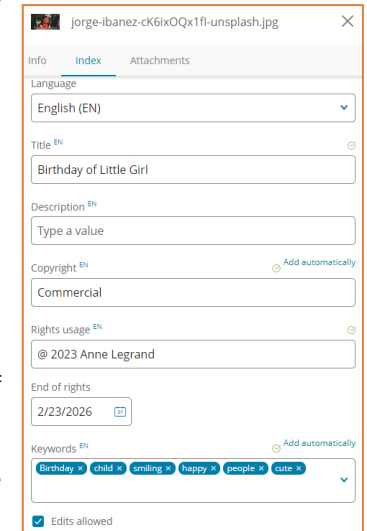 jorge-ibanez-cK6ixOQx1fI-unsplash.jpg
Info Index Attachments
Language
English (EN)
Title EN
Birthday of Little Girl
Description EN
Type a value
Copyright EN Add automatically
Commercial
Rights usage EN
@ 2023 Anne Legrand
End of rights
2/23/2026
Keywords EN Add automatically
Birthday × child × smiling × happy × people × cute ×
Edits allowed